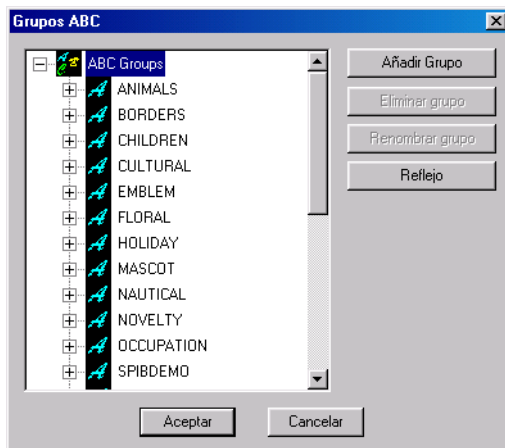 Grupos ABC
ABC Groups
ANIMALS
BORDERS
CHILDREN
CULTURAL
EMBLEM
FLORAL
HOLIDAY
MASCOT
NAUTICAL
NOVELTY
OCCUPATION
SPIBDEMO
Añadir Grupo
Eliminar grupo
Renombrar grupo
Reflejo
Aceptar
Cancelar